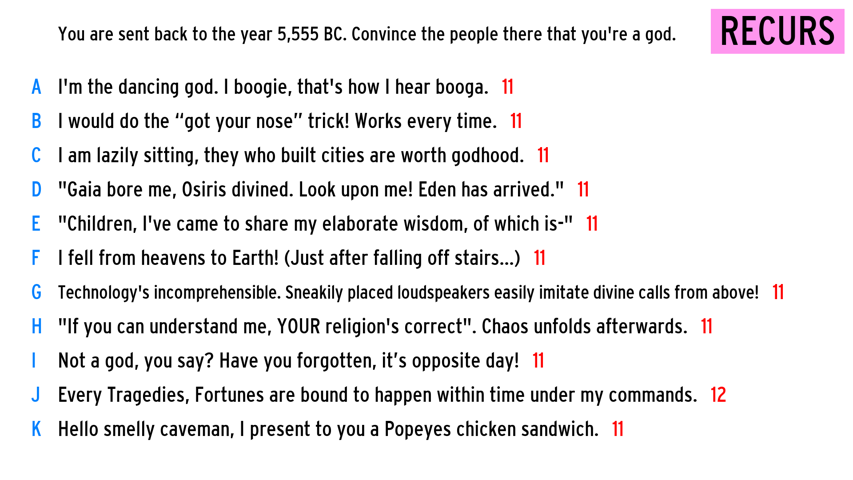 You are sent back to the year 5,555 BC. Convince the people there that you're a god.
RECURS
A I'm the dancing god. I boogie, that's how I hear booga. 11
B I would do the “got your nose” trick! Works every time. 11
C I am lazily sitting, they who built cities are worth godhood. 11
D "Gaia bore me, Osiris divined. Look upon me! Eden has arrived." 11
E "Children, I've came to share my elaborate wisdom, of which is-" 11
F I fell from heavens to Earth! (Just after falling off stairs...) 11
G Technology's incomprehensible. Sneakily placed loudspeakers easily imitate divine calls from above! 11
H "If you can understand me, YOUR religion's correct". Chaos unfolds afterwards. 11
I Not a god, you say? Have you forgotten, it’s opposite day! 11
J Every Tragedies, Fortunes are bound to happen within time under my commands. 12
K Hello smelly caveman, I present to you a Popeyes chicken sandwich. 11